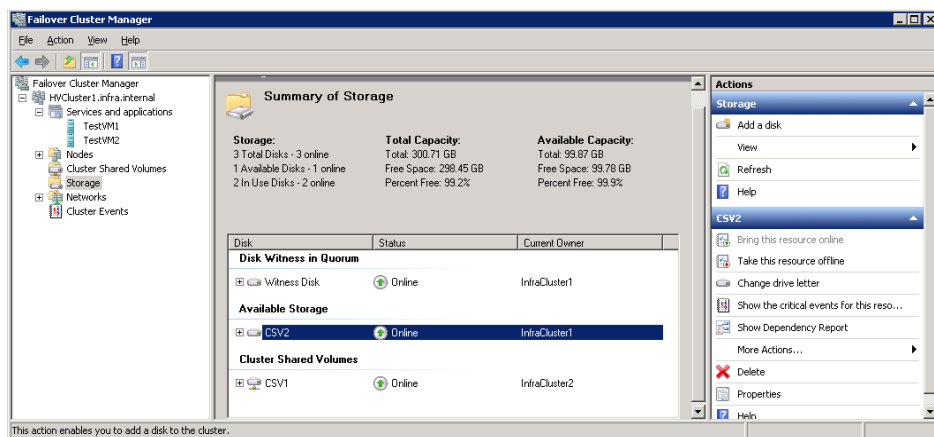 Failover Cluster Manager
File Action View Help
Failover Cluster Manager
HVCluster1.infra.internal
Services and applications
TestVM1
TestVM2
Nodes
Cluster Shared Volumes
Storage
Networks
Cluster Events
Summary of Storage
Storage:
3 Total Disks - 3 online
1 Available Disks - 1 online
2 In Use Disks - 2 online
Total Capacity:
Total: 300.71 GB
Free Space: 298.45 GB
Percent Free: 99.2%
Available Capacity:
Total: 99.87 GB
Free Space: 99.78 GB
Percent Free: 99.9%
Disk Status Current Owner
Disk Witness in Quorum
Witness Disk Online InfraCluster1
Available Storage
CSV2 Online InfraCluster1
Cluster Shared Volumes
CSV1 Online InfraCluster2
Actions
Storage
Add a disk
View
Refresh
Help
CSV2
Bring this resource online
Take this resource offline
Change drive letter
Show the critical events for this reso...
Show Dependency Report
More Actions...
Delete
Properties
Help
This action enables you to add a disk to the cluster.